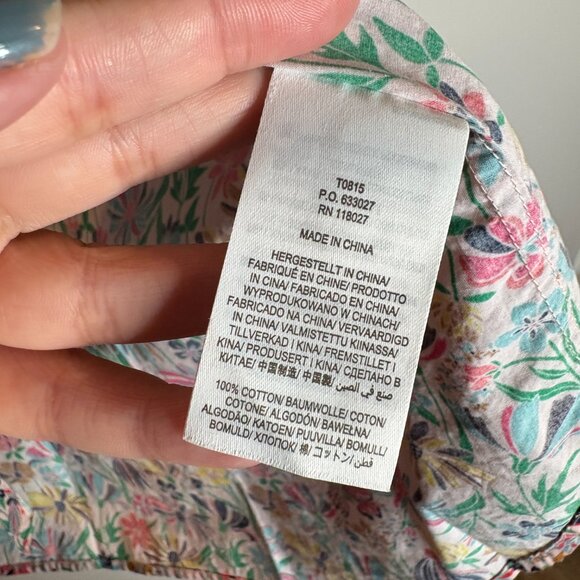 T0815
P.O. 633027
RN 118027
MADE IN CHINA
HERGESTELLT IN CHINA/
FABRIQUÉ EN CHINE/ PRODOTTO
IN CINA/ FABRICADO EN CHINA/
WYPRODUKOWANO W CHINACH/
FABRICADO NA CHINA/ VERVAARDIGD
IN CHINA/ VALMISTETTU KIINASSA/
TILLVERKAD I KINA/ FREMSTILLET I
KINA/ PRODUSERT I KINA/ СДЕЛАНО В
КИТАЕ/ 中国制造/ 中国製/ صنع في الصين
100% COTTON/ BAUMWOLLE/ COTON/
COTONE/ ALGODÓN/ BAWEŁNA/
ALGODÃO/ KATOEN/ PUUVILLA/ BOMULL/
BOMULD/ ХЛОПОК/ 棉/ コットン/ قطن